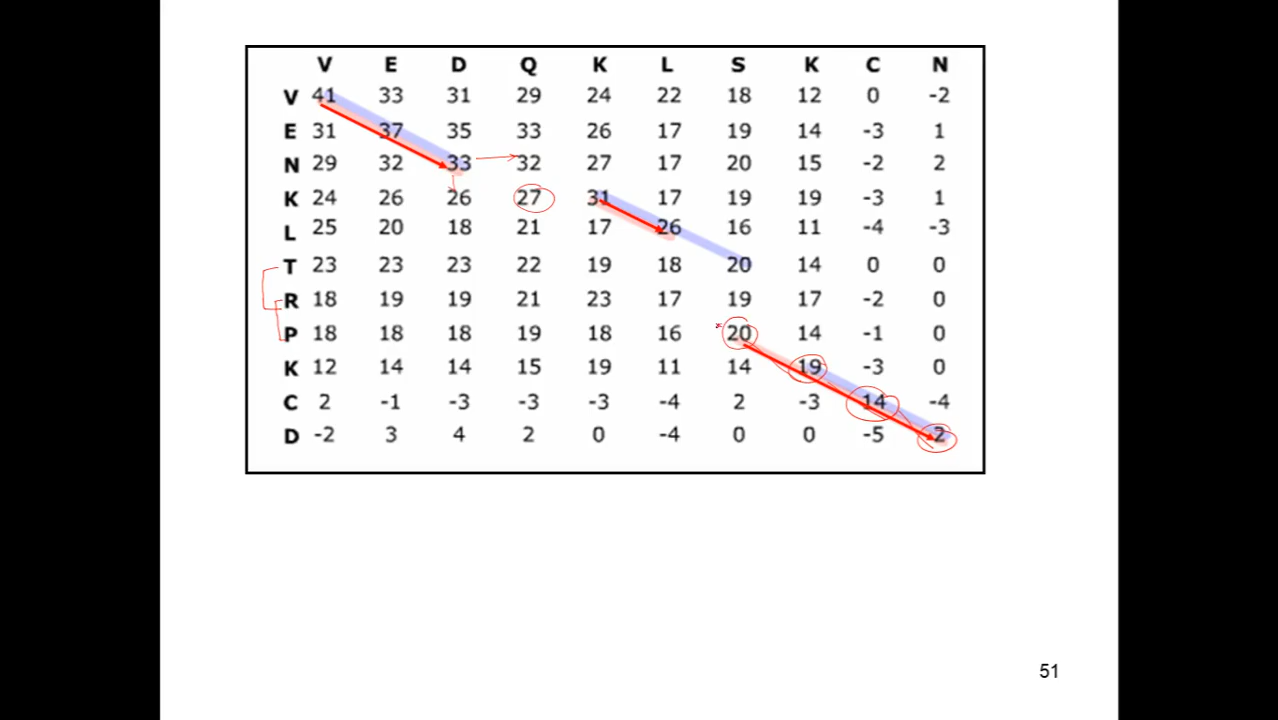 V E D Q K L S K C N
V 41 33 31 29 24 22 18 12 0 -2
E 31 37 35 33 26 17 19 14 -3 1
N 29 32 33 32 27 17 20 15 -2 2
K 24 26 26 27 31 17 19 19 -3 1
L 25 20 18 21 17 26 16 11 -4 -3
T 23 23 23 22 19 18 20 14 0 0
R 18 19 19 21 23 17 19 17 -2 0
P 18 18 18 19 18 16 20 14 -1 0
K 12 14 14 15 19 11 14 19 -3 0
C 2 -1 -3 -3 -3 -4 2 -3 14 -4
D -2 3 4 2 0 -4 0 0 -5 2
51